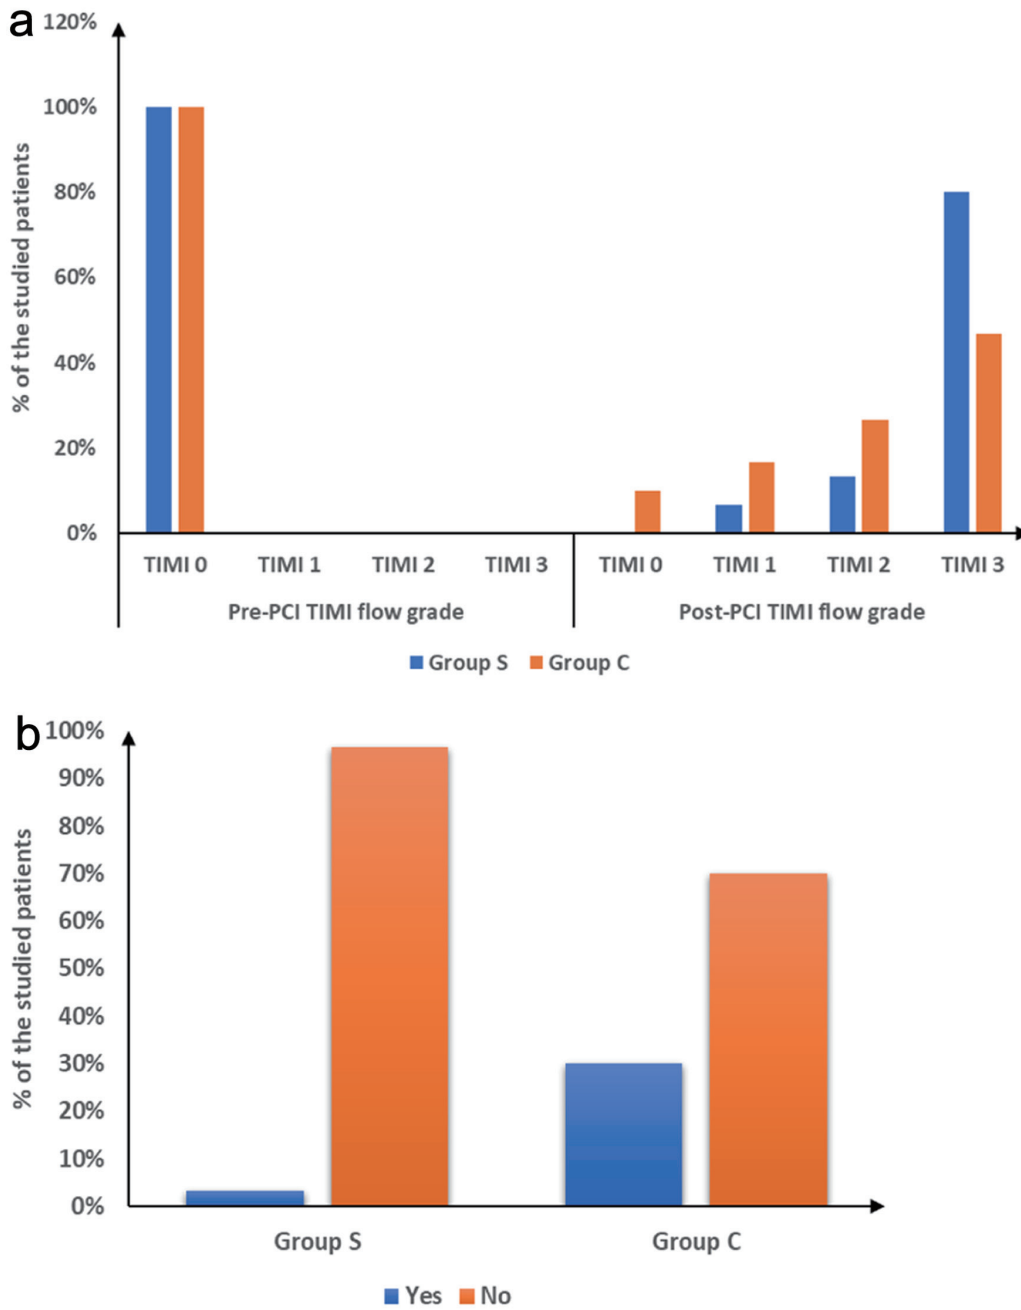 a
120%
100%
80%
60%
40%
20%
0%
% of the studied patients
TIMI 0 TIMI 1 TIMI 2 TIMI 3 TIMI 0 TIMI 1 TIMI 2 TIMI 3
Pre-PCI TIMI flow grade Post-PCI TIMI flow grade
Group S Group C
b
100%
90%
80%
70%
60%
50%
40%
30%
20%
10%
0%
% of the studied patients
Group S Group C
Yes No